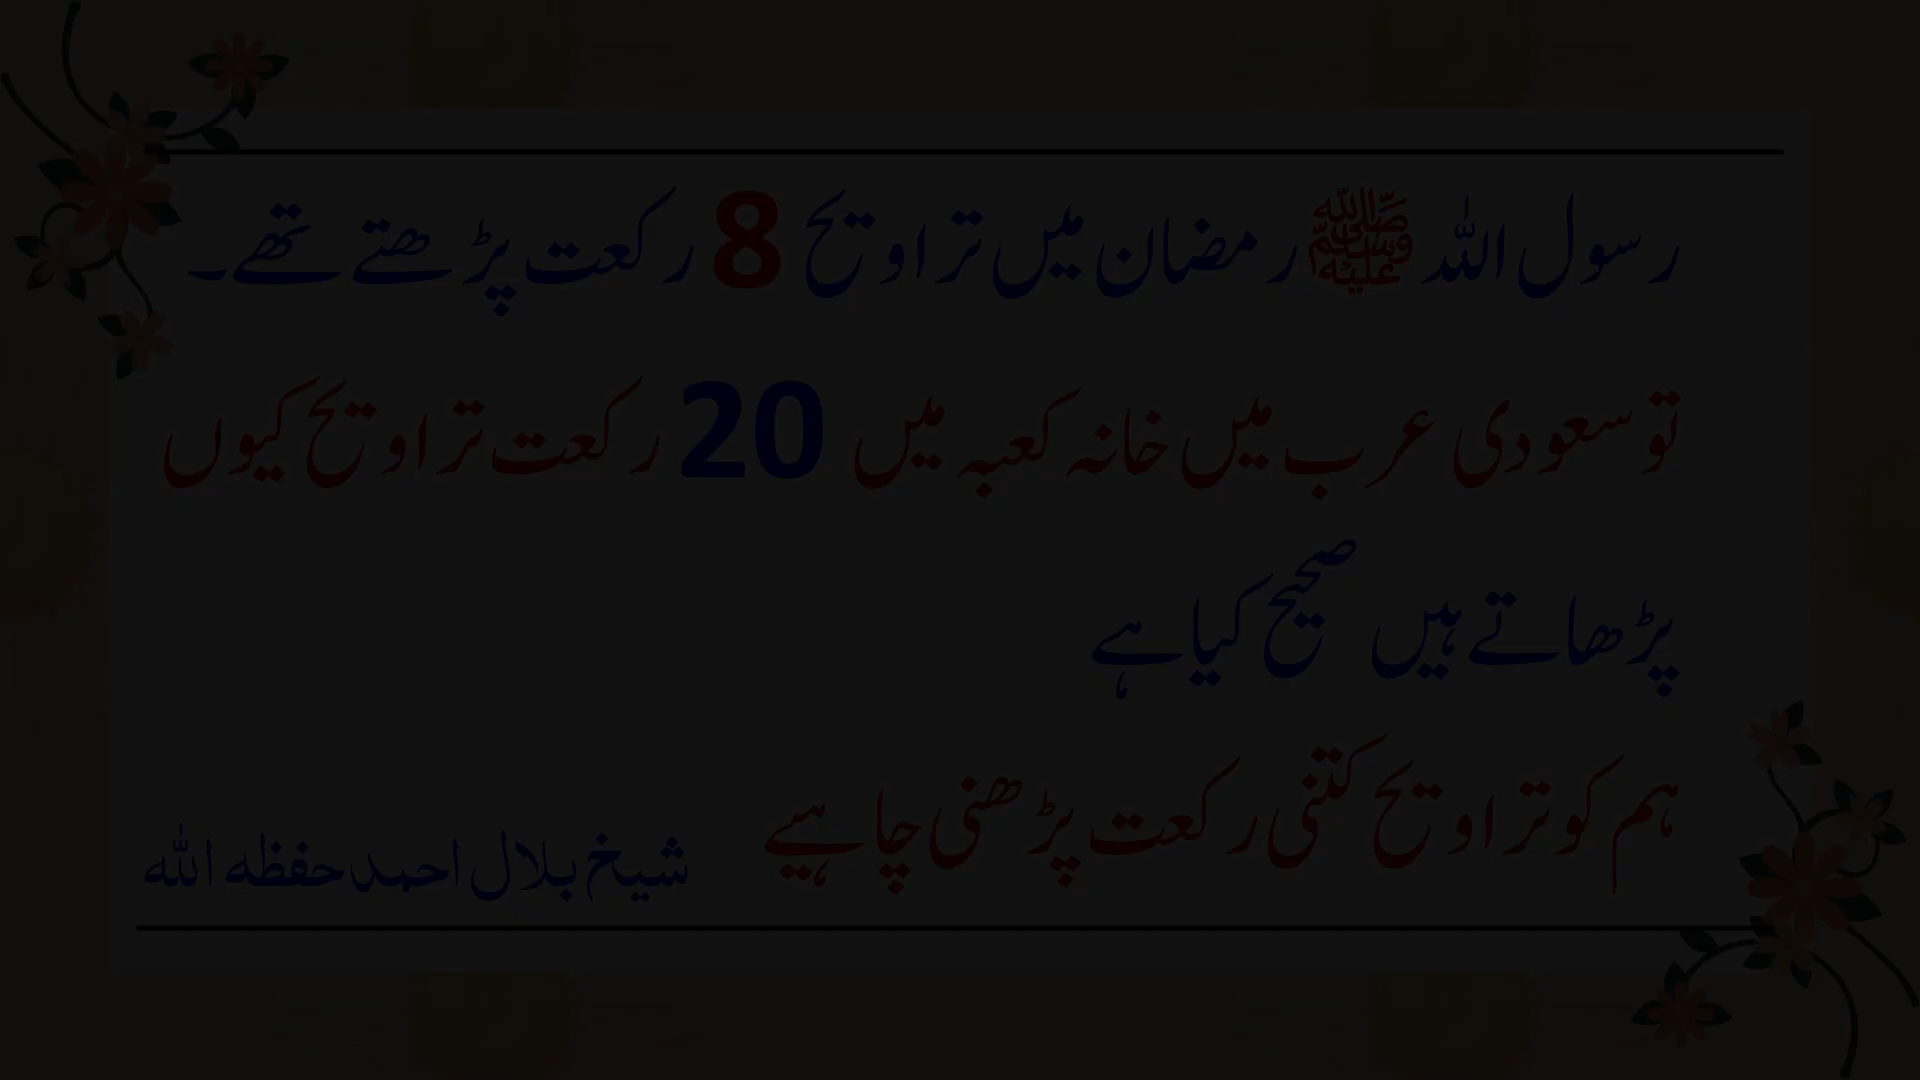 رسول اللہ ﷺ رمضان میں تراویح 8 رکعت پڑھتے تھے۔
تو سعودی عرب میں خانہ کعبہ میں 20 رکعت تراویح کیوں
پڑھاتے ہیں صحیح کیا ہے
ہم کو تراویح کتنی رکعت پڑھنی چاہیے
شیخ بلال احمد حفظہ اللہ